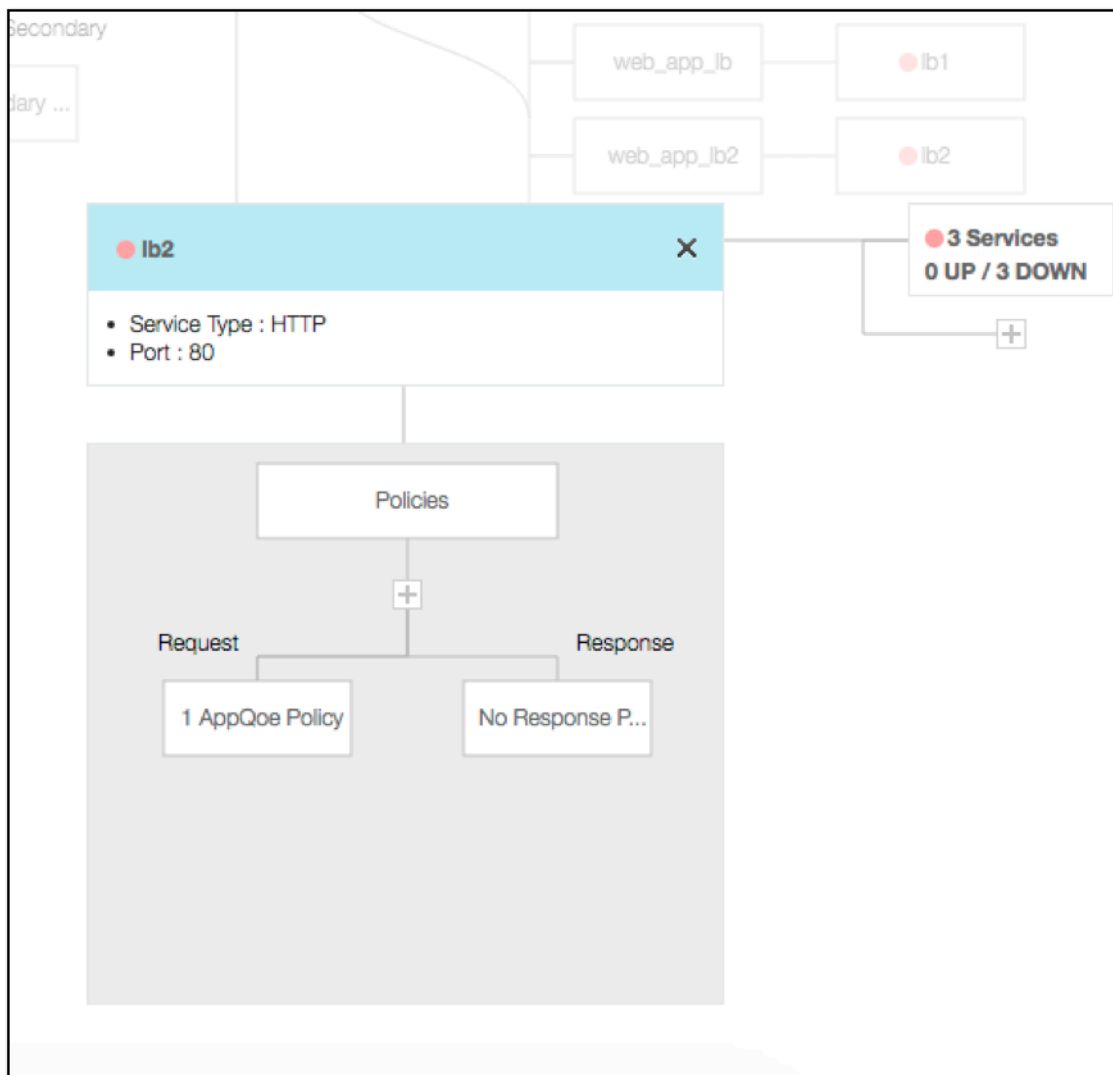 Secondary
dary ...
web_app_lb
lb1
web_app_lb2
lb2
lb2
3 Services
0 UP / 3 DOWN
• Service Type : HTTP
• Port : 80
Policies
Request
Response
1 AppQoe Policy
No Response P...